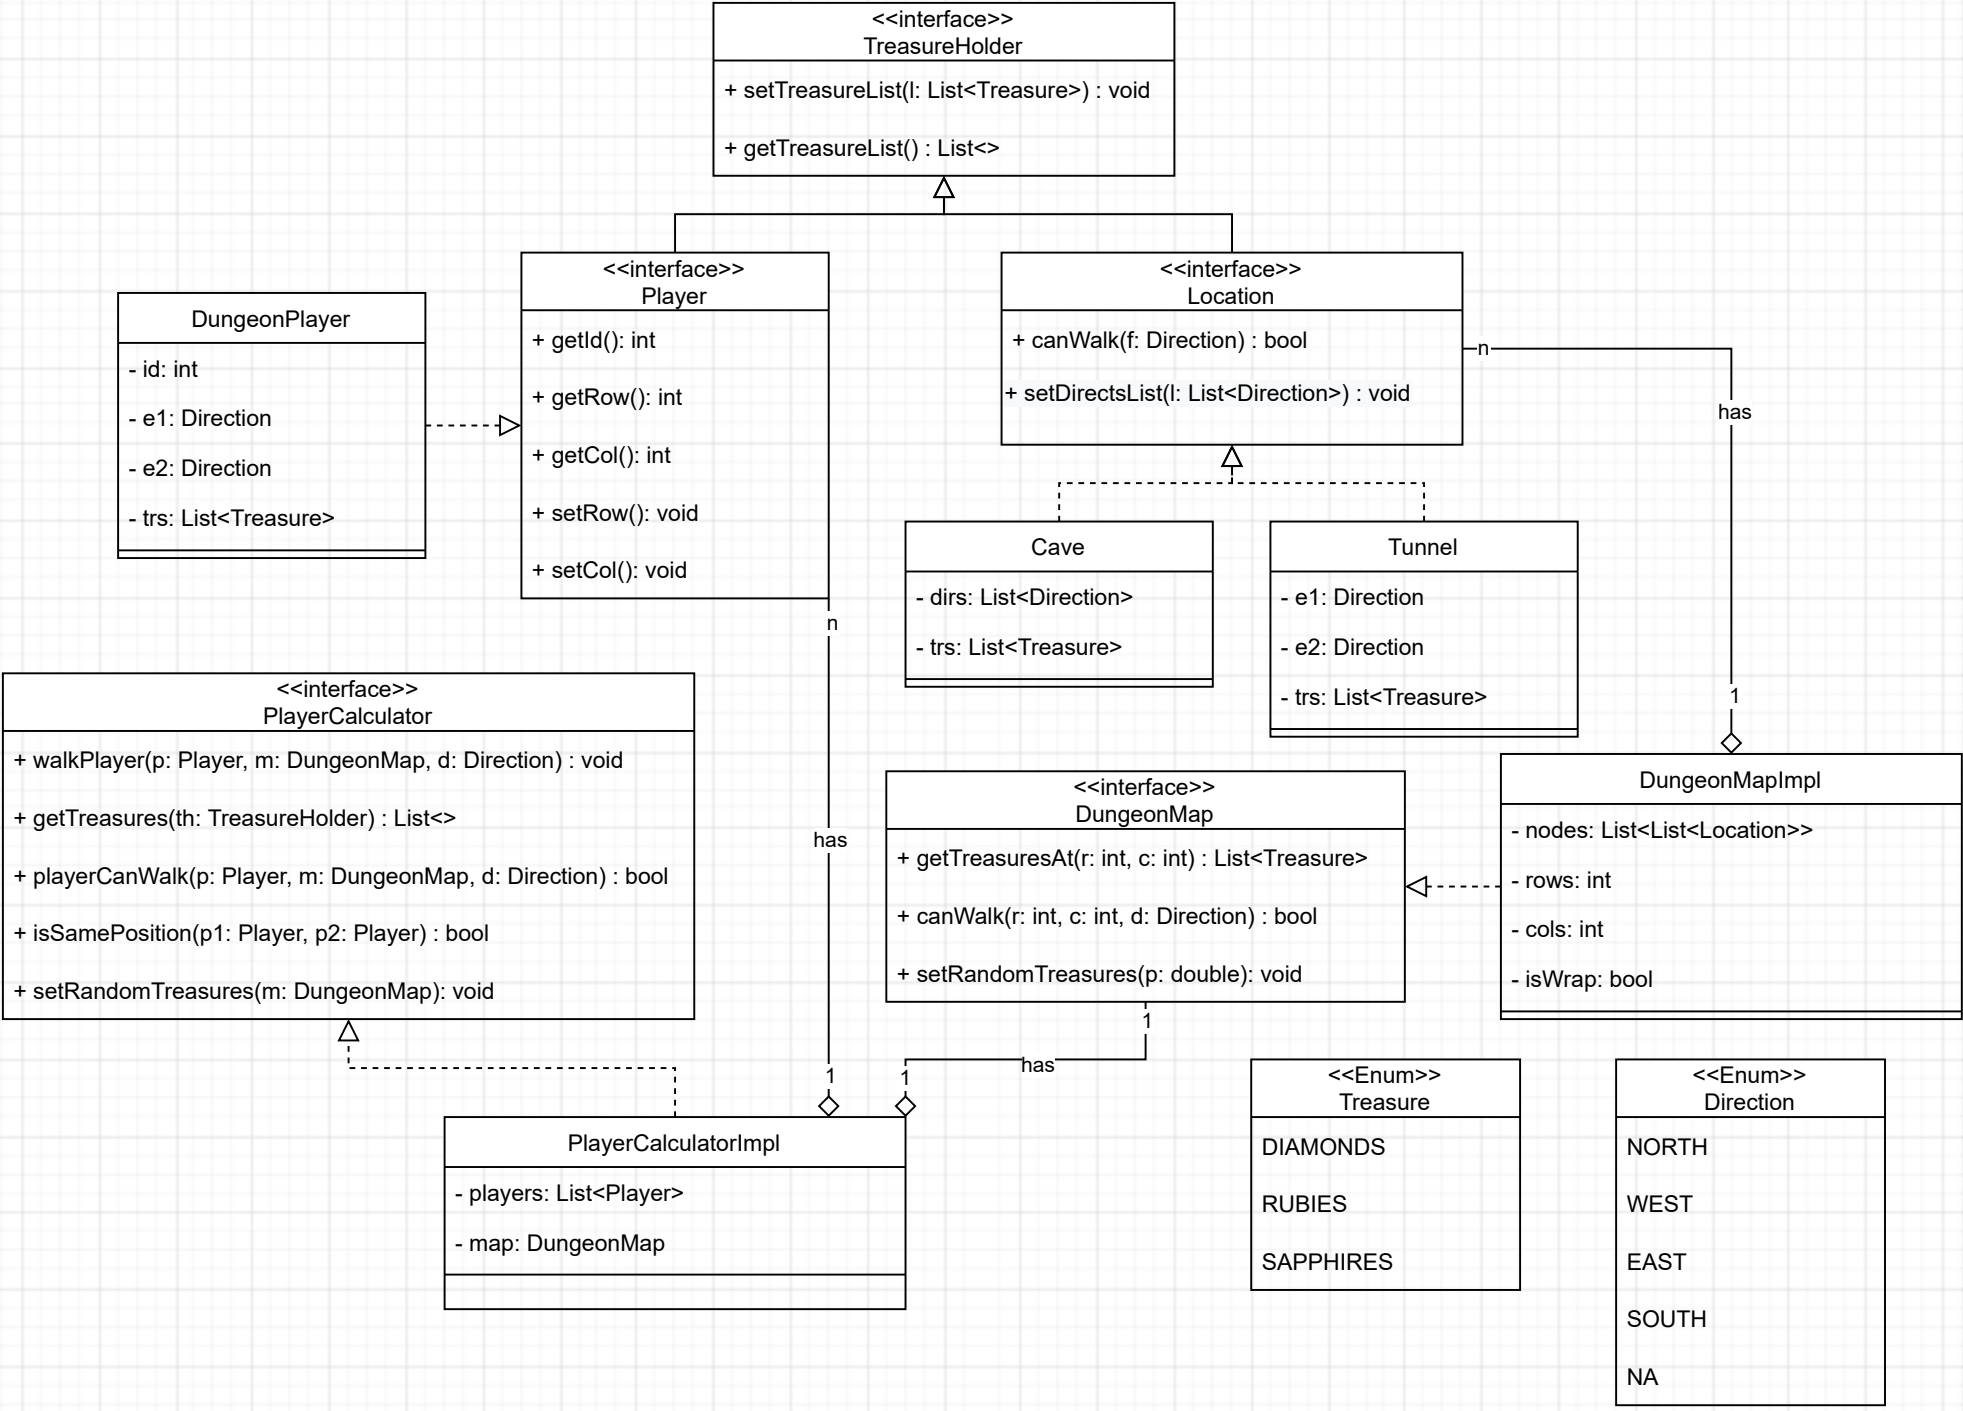 <<interface>>
TreasureHolder
+ setTreasureList(l: List<Treasure>) : void
+ getTreasureList() : List<>
<<interface>>
Player
+ getId(): int
+ getRow(): int
+ getCol(): int
+ setRow(): void
+ setCol(): void
<<interface>>
Location
+ canWalk(f: Direction) : bool
+ setDirectsList(l: List<Direction>) : void
DungeonPlayer
- id: int
- e1: Direction
- e2: Direction
- trs: List<Treasure>
n
has
1
n
has
1
Cave
- dirs: List<Direction>
- trs: List<Treasure>
Tunnel
- e1: Direction
- e2: Direction
- trs: List<Treasure>
<<interface>>
PlayerCalculator
+ walkPlayer(p: Player, m: DungeonMap, d: Direction) : void
+ getTreasures(th: TreasureHolder) : List<>
+ playerCanWalk(p: Player, m: DungeonMap, d: Direction) : bool
+ isSamePosition(p1: Player, p2: Player) : bool
+ setRandomTreasures(m: DungeonMap): void
<<interface>>
DungeonMap
+ getTreasuresAt(r: int, c: int) : List<Treasure>
+ canWalk(r: int, c: int, d: Direction) : bool
+ setRandomTreasures(p: double): void
DungeonMapImpl
- nodes: List<List<Location>>
- rows: int
- cols: int
- isWrap: bool
1
has
1
PlayerCalculatorImpl
- players: List<Player>
- map: DungeonMap
<<Enum>>
Treasure
DIAMONDS
RUBIES
SAPPHIRES
<<Enum>>
Direction
NORTH
WEST
EAST
SOUTH
NA